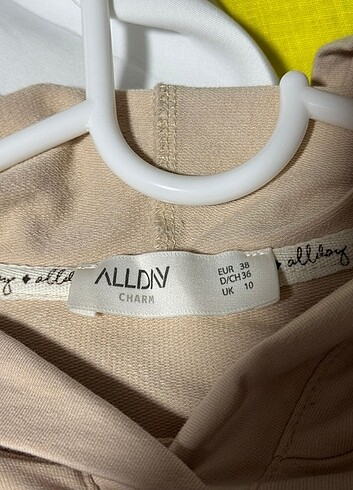 ALLDAY
CHARM
EUR 38
D/CH 36
UK 10
allday